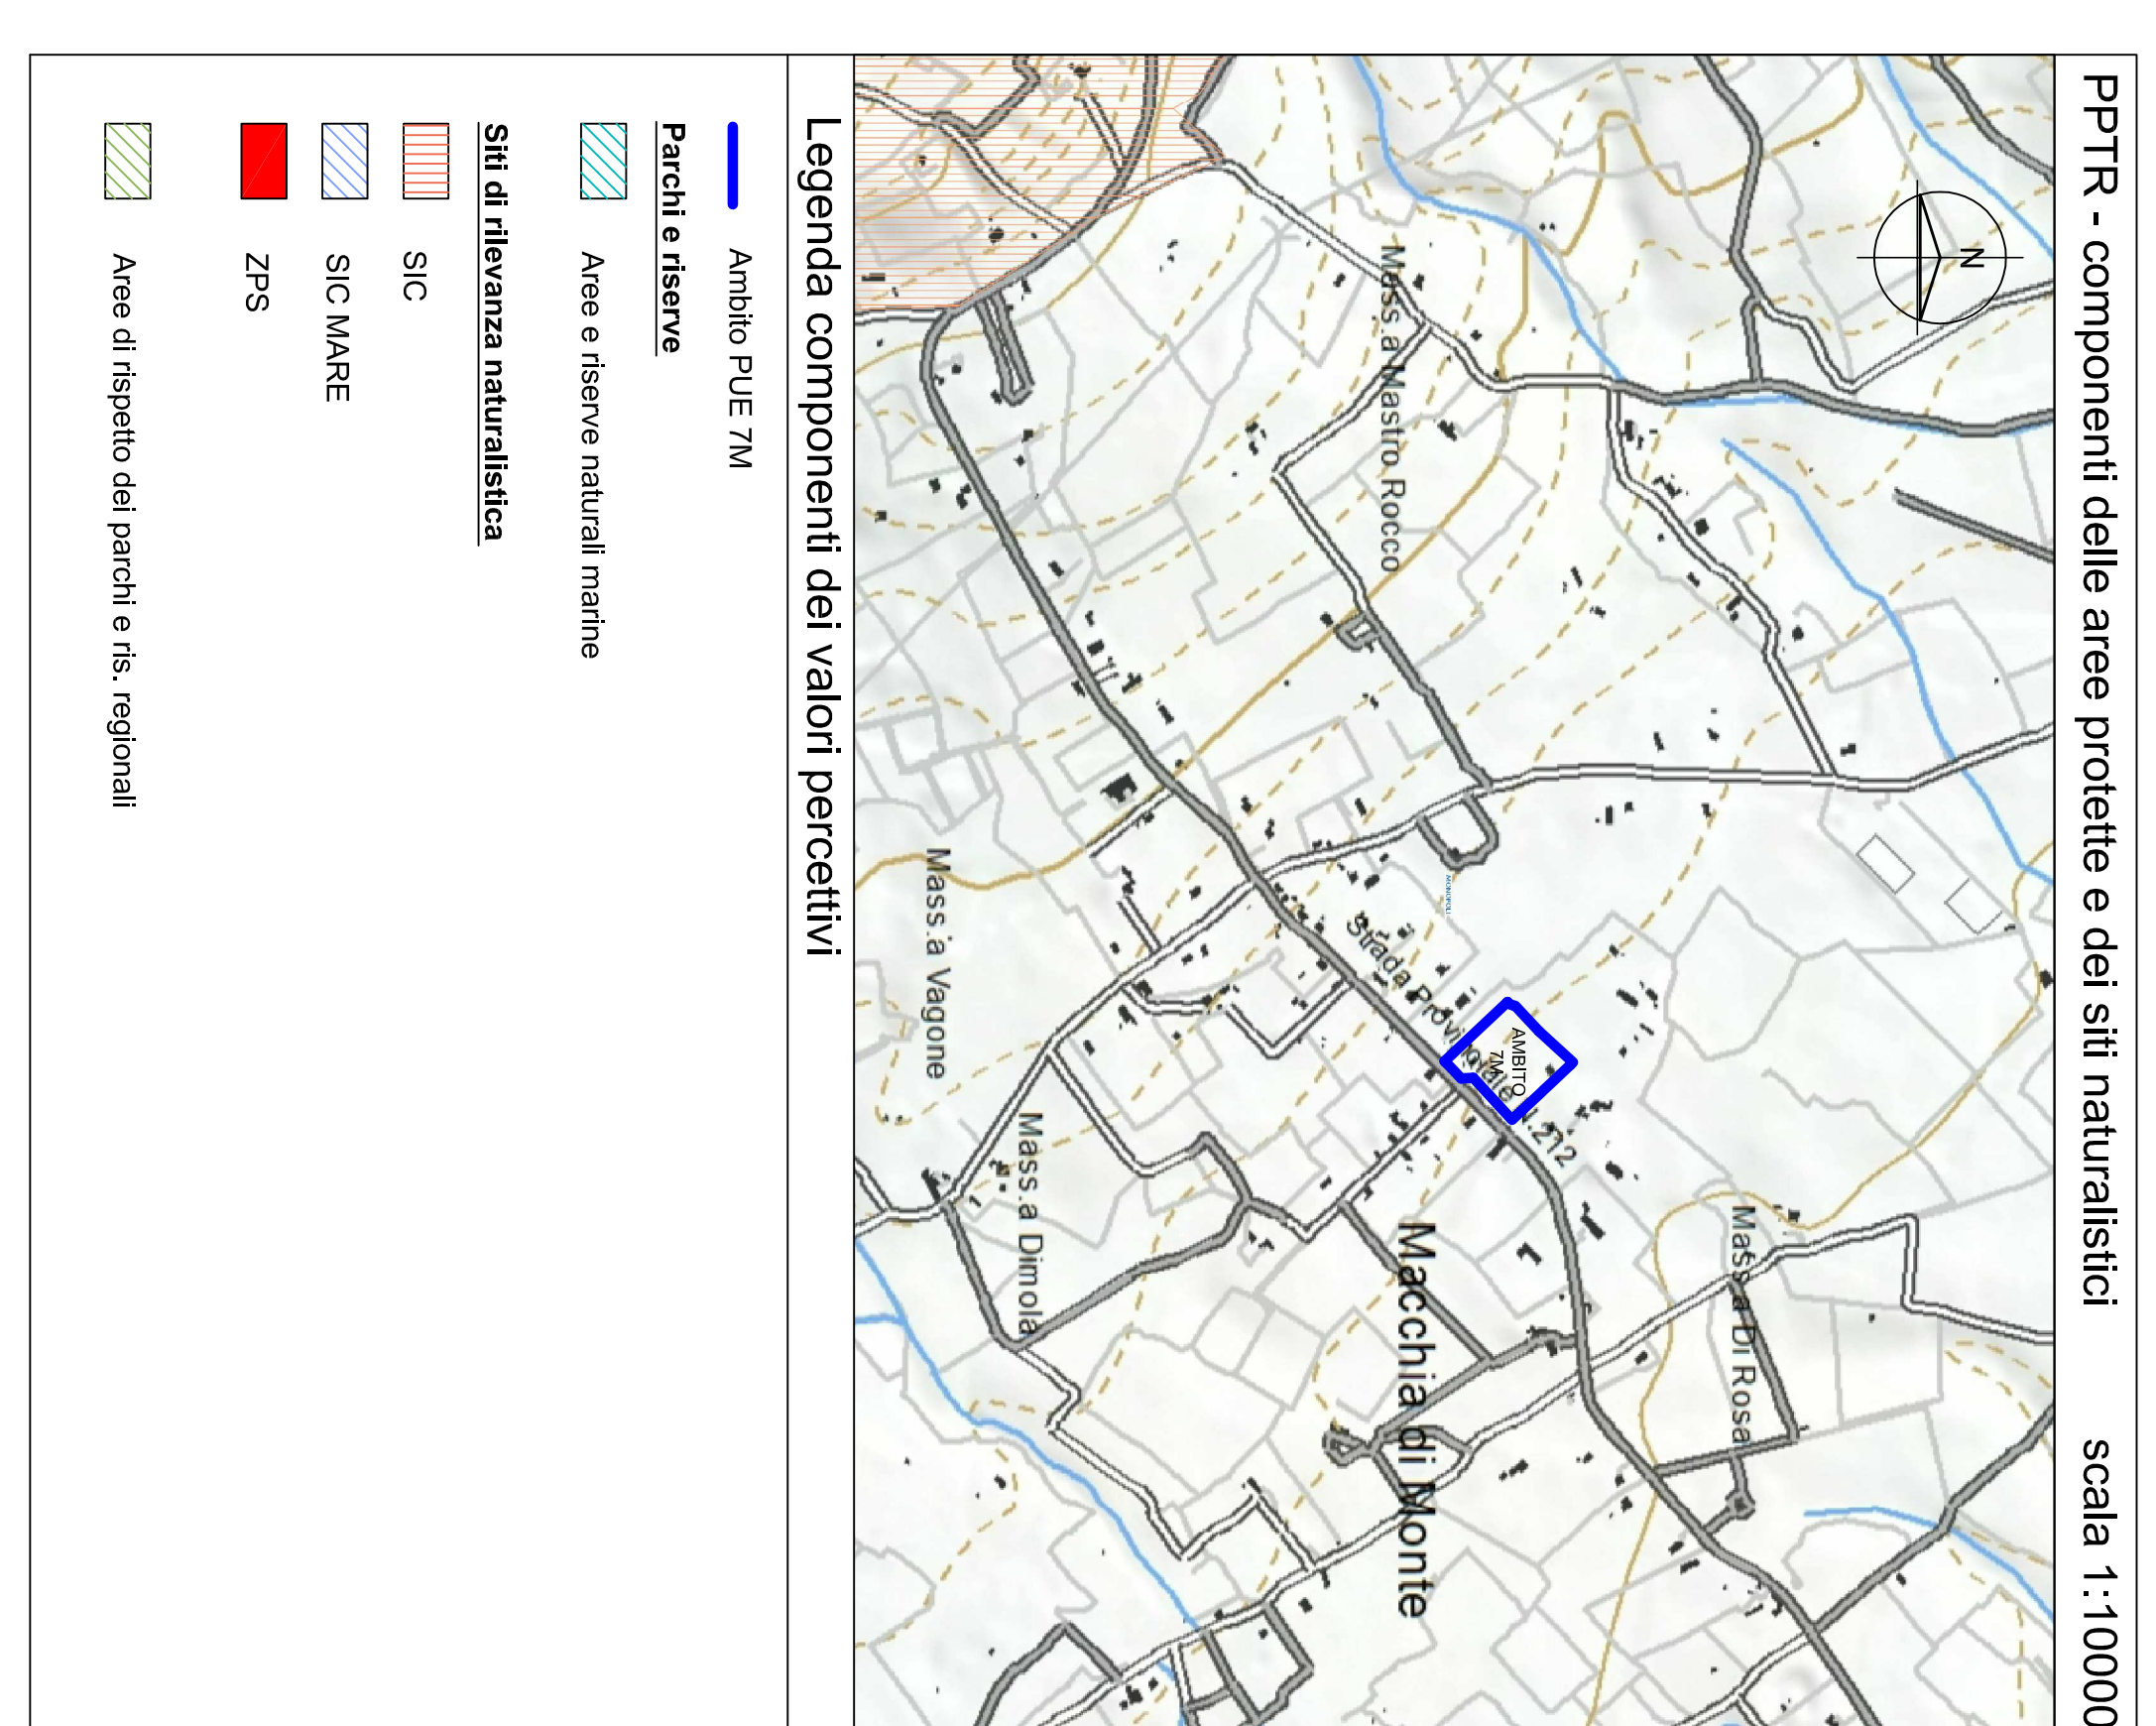 PPTR - componenti delle aree protette e dei siti naturalistici scala 1:10000
N
Mass.a Mastro Rocco
MONOPOLI
Strada Provinciale N.272
AMBITO
7M
Mass.a Di Rosa
Macchia di Monte
Mass.a Vagone
Mass.a Dimola
Legenda componenti dei valori percettivi
Ambito PUE 7M
Parchi e riserve
Aree e riserve naturali marine
Siti di rilevanza naturalistica
SIC
SIC MARE
ZPS
Aree di rispetto dei parchi e ris. regionali